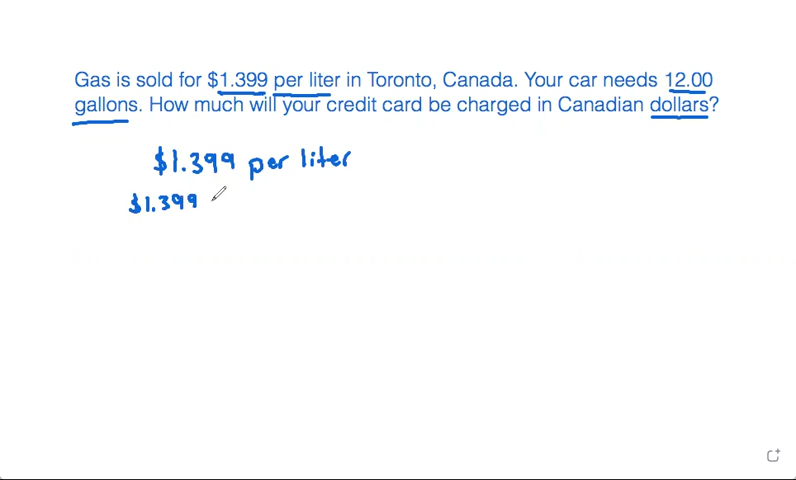 Gas is sold for $1.399 per liter in Toronto, Canada. Your car needs 12.00
gallons. How much will your credit card be charged in Canadian dollars?
$1.399 per liter
$1.399